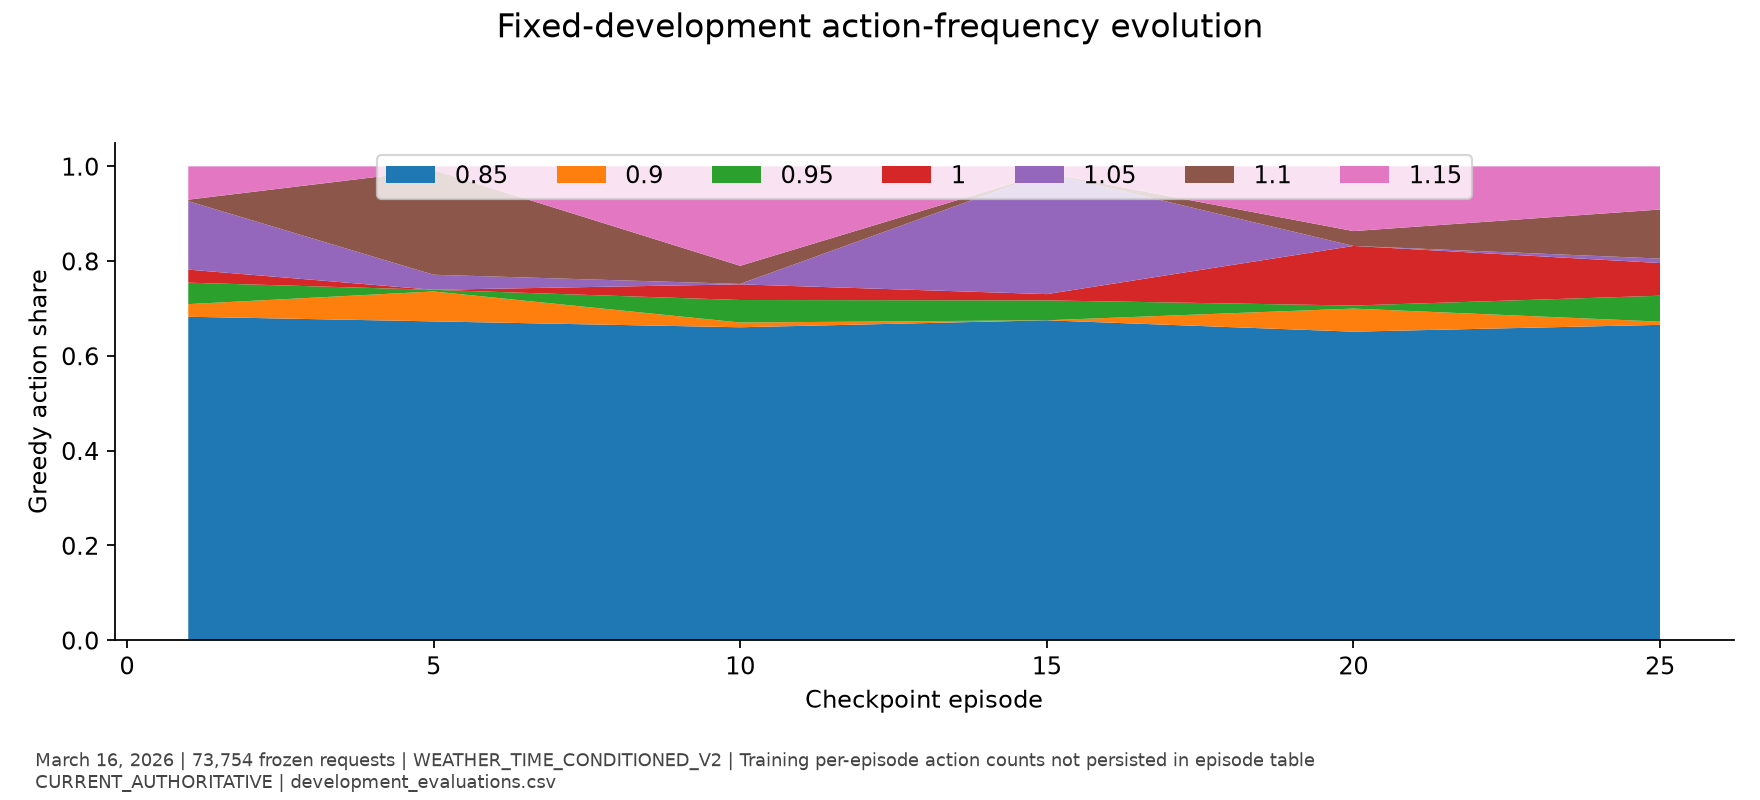 Fixed-development action-frequency evolution
0.85 0.9 0.95 1 1.05 1.1 1.15
1.0
0.8
0.6
0.4
0.2
0.0
Greedy action share
0 5 10 15 20 25
Checkpoint episode
March 16, 2026 | 73,754 frozen requests | WEATHER_TIME_CONDITIONED_V2 | Training per-episode action counts not persisted in episode table
CURRENT_AUTHORITATIVE | development_evaluations.csv